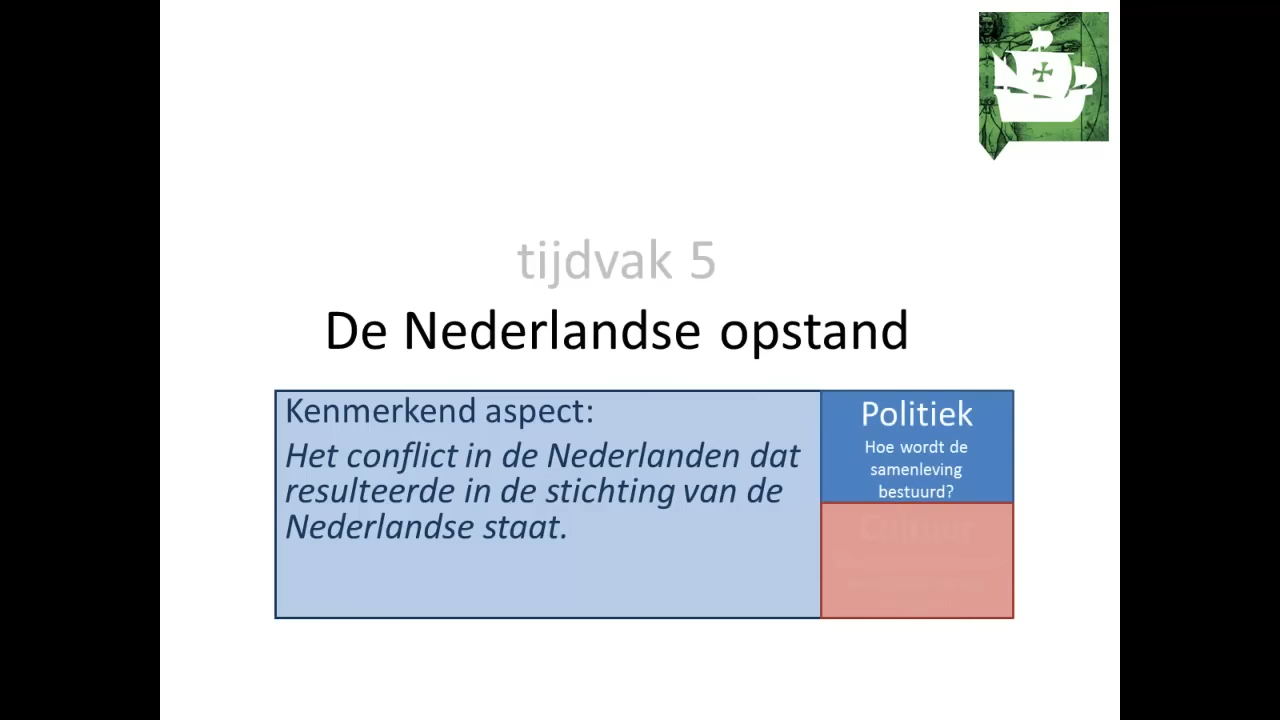 tijdvak 5
De Nederlandse opstand
Kenmerkend aspect:
Het conflict in de Nederlanden dat
resulteerde in de stichting van de
Nederlandse staat.
Politiek
Hoe wordt de
samenleving
bestuurd?
Cultuur